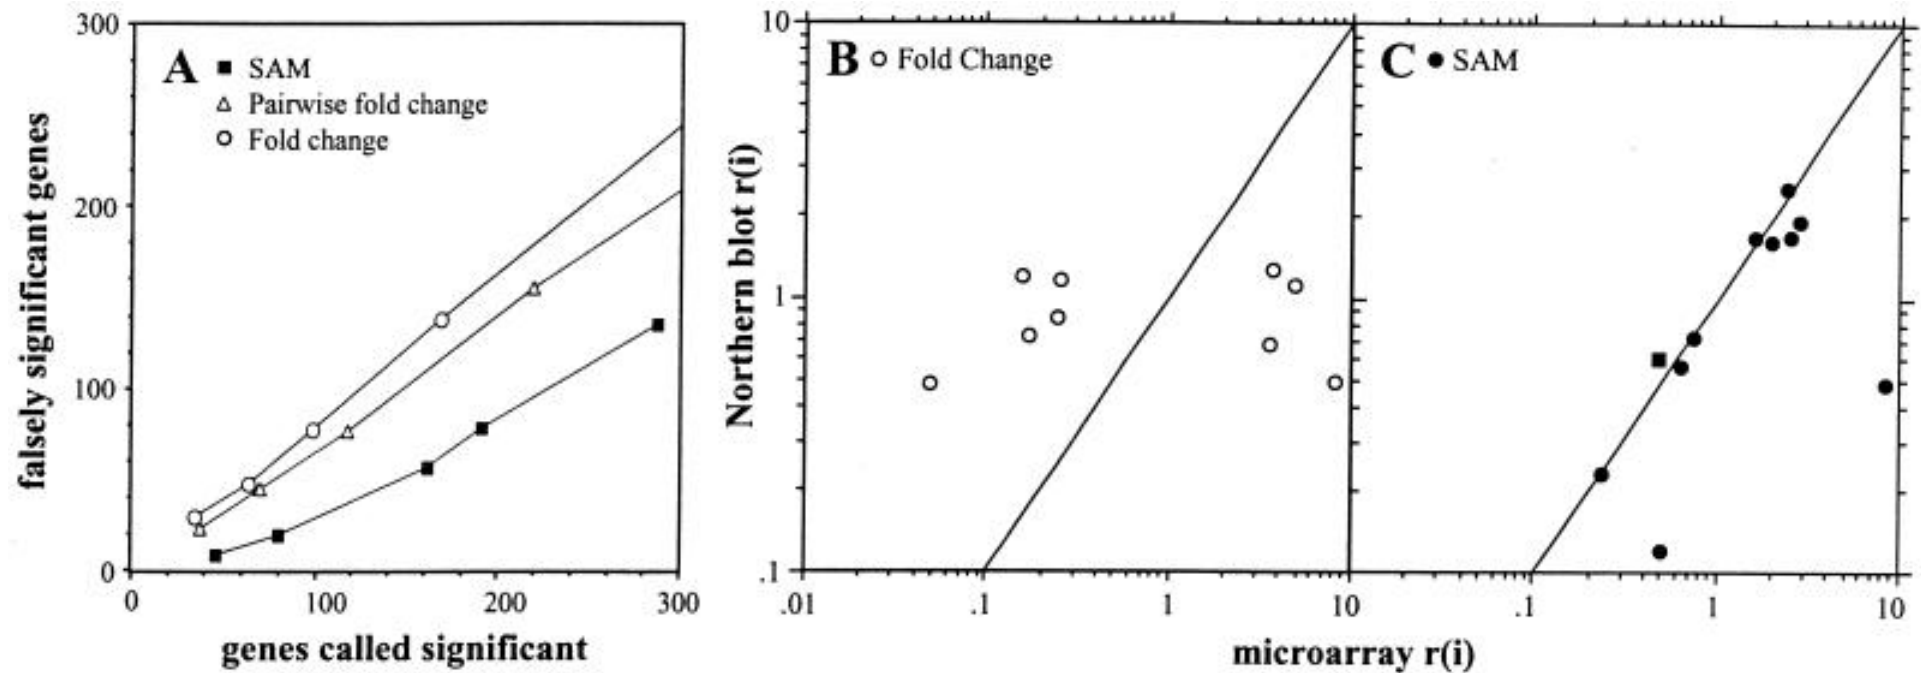 A
SAM
Pairwise fold change
Fold change
falsely significant genes
300
200
100
0
0 100 200 300
genes called significant
B Fold Change
Northern blot r(i)
10
1
.1
.01 .1 1 10
C SAM
.1 1 10
microarray r(i)